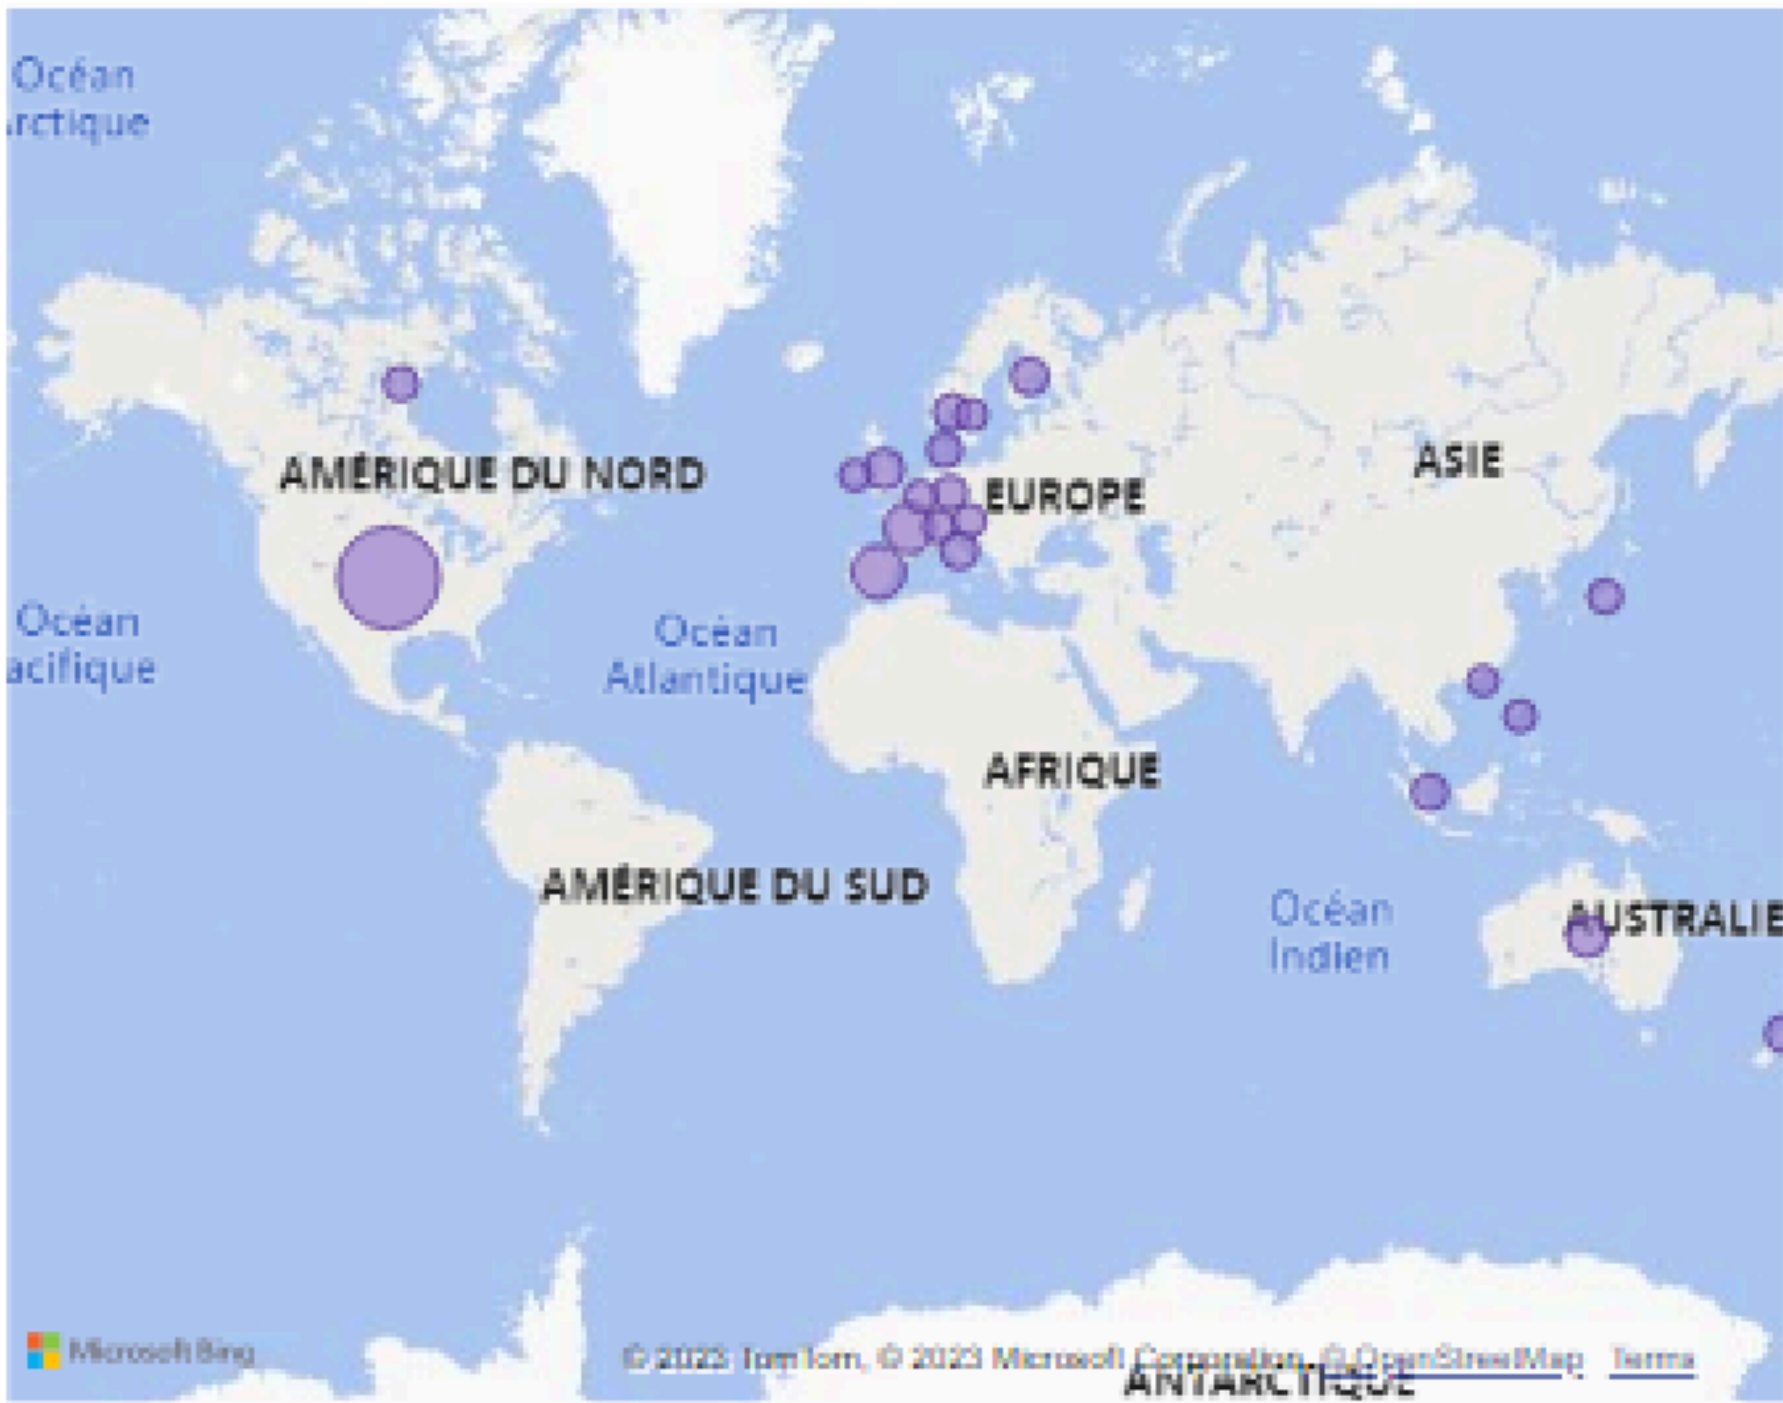 Océan
rctique
AMÉRIQUE DU NORD
EUROPE
ASIE
Océan
acifique
Océan
Atlantique
AFRIQUE
AMÉRIQUE DU SUD
Océan
Indien
AUSTRALIE
Microsoft Bing
© 2023 TomTom, © 2023 Microsoft Corporation, © OpenStreetMap Terms
ANTARCTIQUE